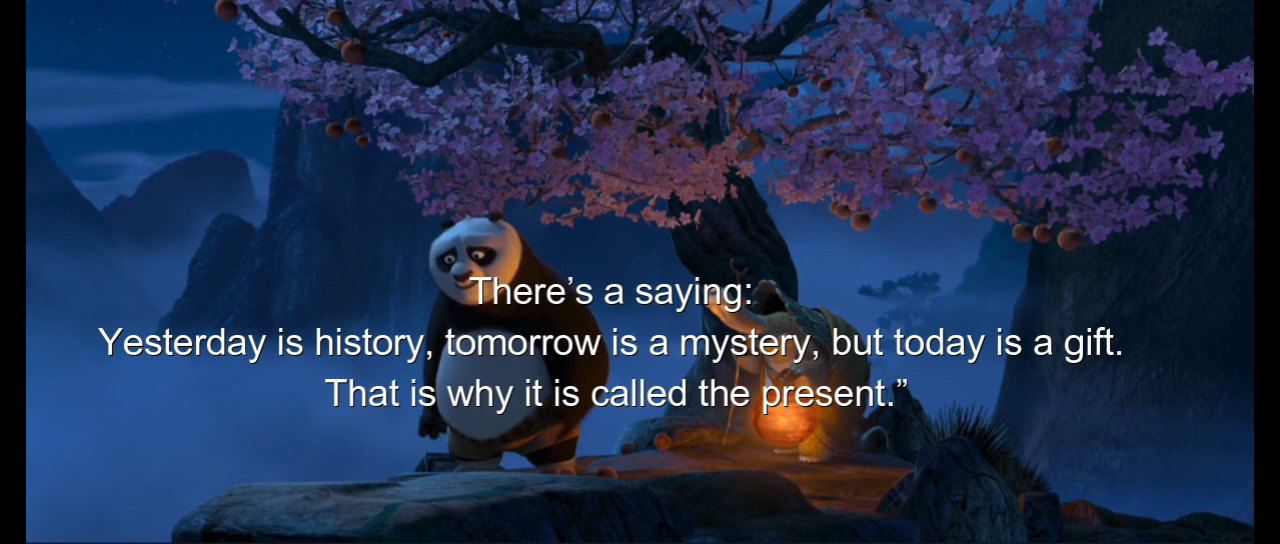 There’s a saying:
Yesterday is history, tomorrow is a mystery, but today is a gift.
That is why it is called the present.”